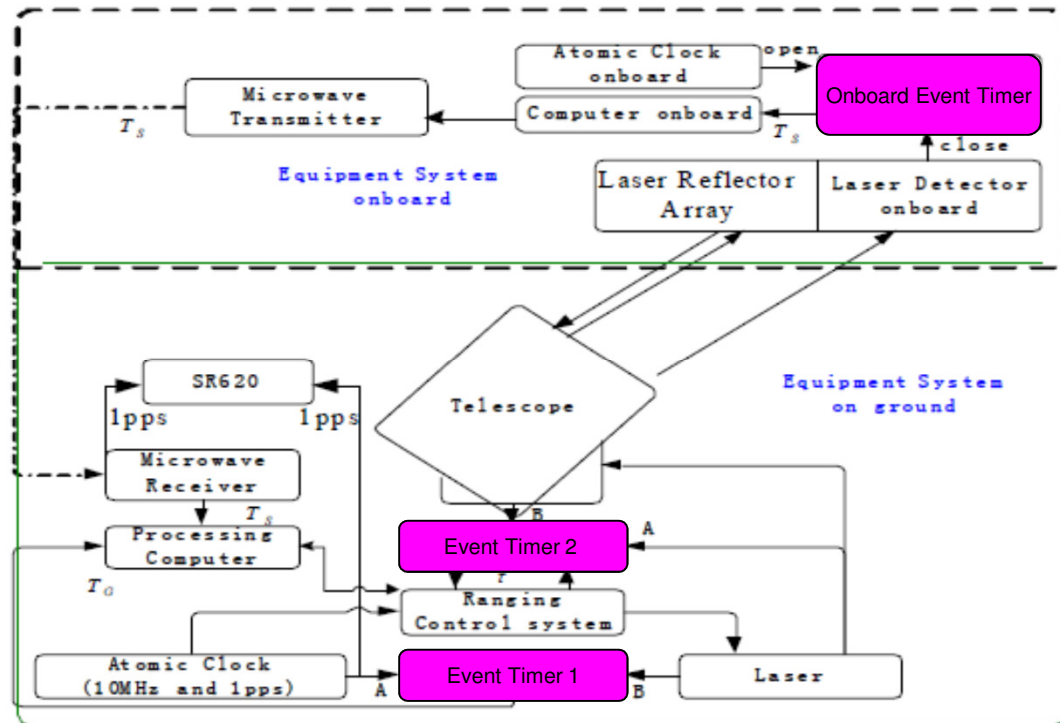 Atomic Clock
onboard
open
Onboard Event Timer
Microwave
Transmitter
Computer onboard
T_S
T_S
close
Equipment System
onboard
Laser Reflector
Array
Laser Detector
onboard
SR620
1pps
1pps
Telescope
Equipment System
on ground
Microwave
Receiver
T_S
B
A
Processing
Computer
Event Timer 2
T_G
Ranging
Control system
Atomic Clock
(10MHz and 1pps)
A
Event Timer 1
B
Laser